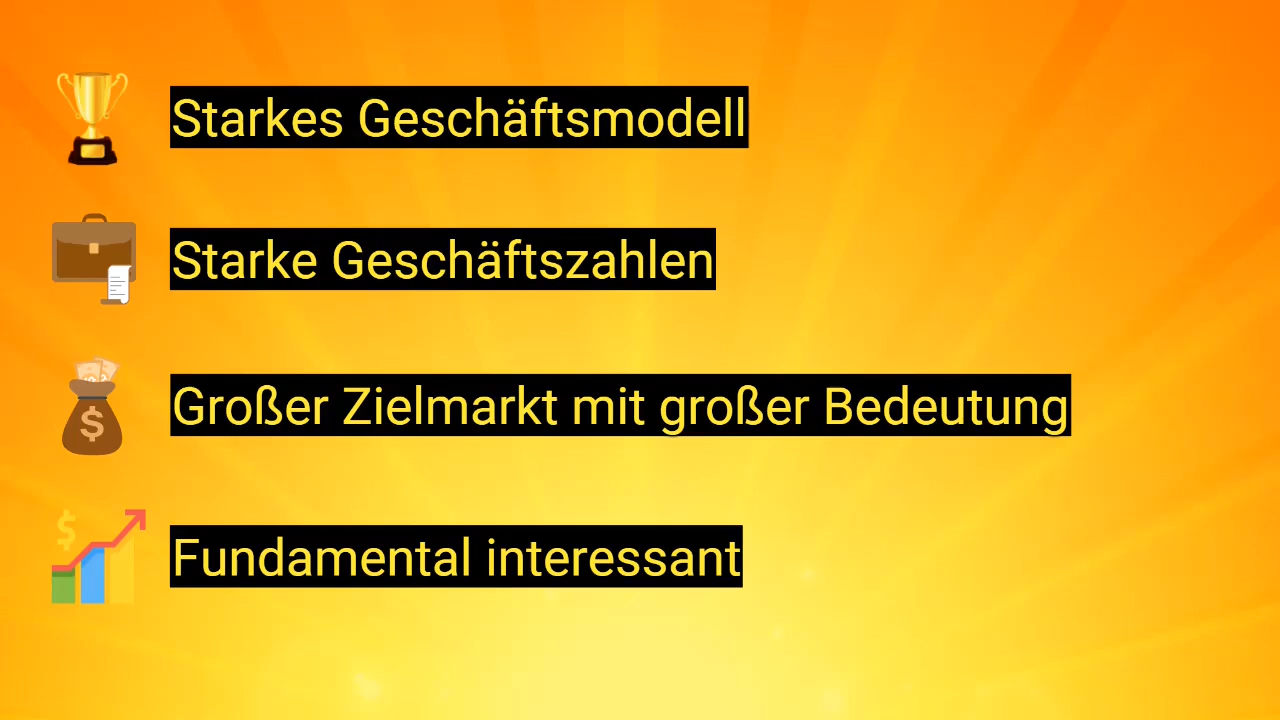 Starkes Geschäftsmodell
Starke Geschäftszahlen
Großer Zielmarkt mit großer Bedeutung
Fundamental interessant
$
$